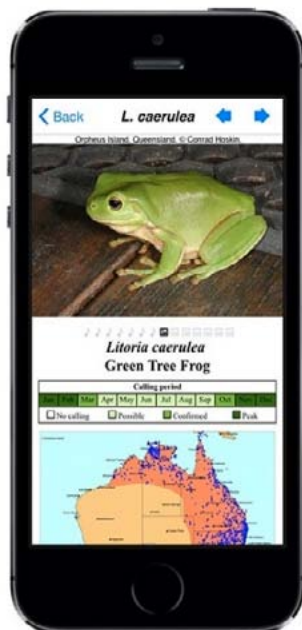 Back L. caerulea
Orpheus Island, Queensland. © Conrad Hoskin.
Litoria caerulea
Green Tree Frog
Calling period
Jan Feb Mar Apr May Jun Jul Aug Sep Oct Nov Dec
No calling Possible Confirmed Peak